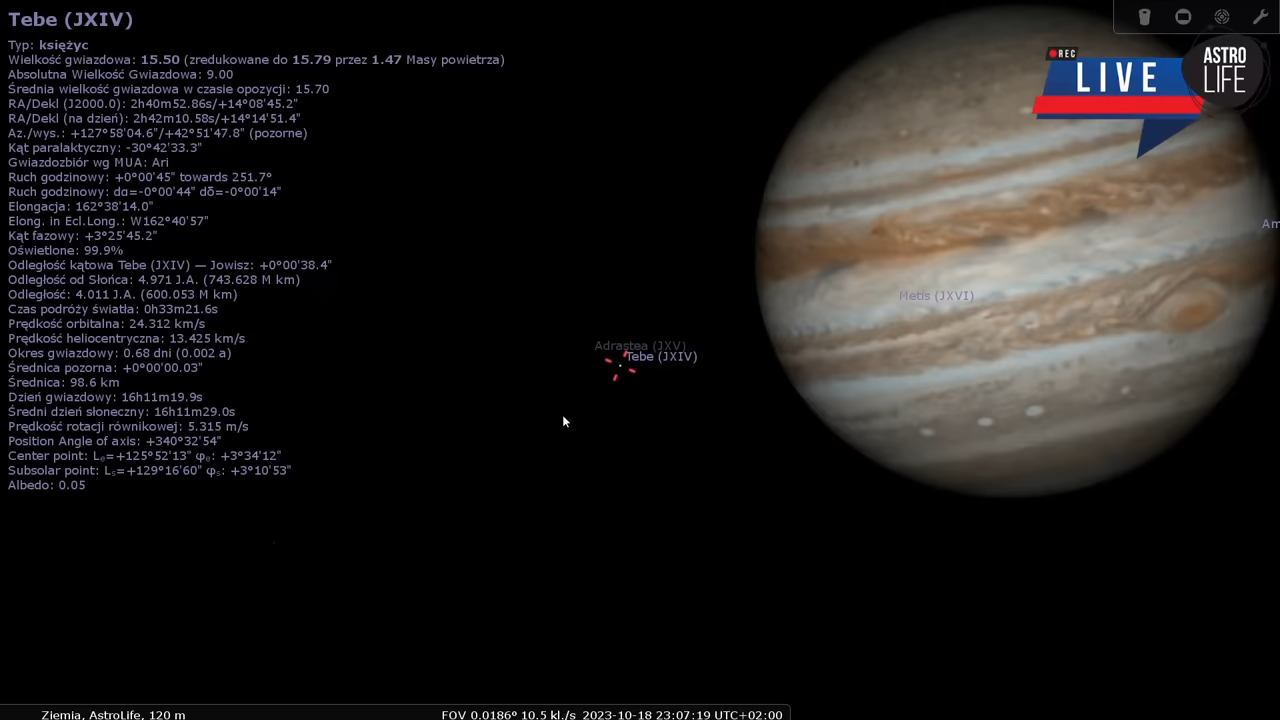 Tebe (JXIV)
Typ: księżyc
Wielkość gwiazdowa: 15.50 (zredukowane do 15.79 przez 1.47 Masy powietrza)
Absolutna Wielkość Gwiazdowa: 9.00
Średnia wielkość gwiazdowa w czasie opozycji: 15.70
RA/Dekl (J2000.0): 2h40m52.86s/+14°08'45.2"
RA/Dekl (na dzień): 2h42m10.58s/+14°14'51.4"
Az./wys.: +127°58'04.6"/+42°51'47.8" (pozorne)
Kąt paralaktyczny: -30°42'33.3"
Gwiazdozbiór wg MUA: Ari
Ruch godzinowy: +0°00'45" towards 251.7°
Ruch godzinowy: dα=-0°00'44" dδ=-0°00'14"
Elongacja: 162°38'14.0"
Elong. in Ecl.Long.: W162°40'57"
Kąt fazowy: +3°25'45.2"
Oświetlone: 99.9%
Odległość kątowa Tebe (JXIV) — Jowisz: +0°00'38.4"
Odległość od Słońca: 4.971 J.A. (743.628 M km)
Odległość: 4.011 J.A. (600.053 M km)
Czas podróży światła: 0h33m21.6s
Prędkość orbitalna: 24.312 km/s
Prędkość heliocentryczna: 13.425 km/s
Okres gwiazdowy: 0.68 dni (0.002 a)
Średnica pozorna: +0°00'00.03"
Średnica: 98.6 km
Dzień gwiazdowy: 16h11m19.9s
Średni dzień słoneczny: 16h11m29.0s
Prędkość rotacji równikowej: 5.315 m/s
Position Angle of axis: +340°32'54"
Center point: Lₑ=+125°52'13" φₑ: +3°34'12"
Subsolar point: Lₛ=+129°16'60" φₛ: +3°10'53"
Albedo: 0.05
REC
LIVE
ASTRO
LIFE
Am
Metis (JXVI)
Adrastea (JXV)
Tebe (JXIV)
Ziemia, AstroLife, 120 m
FOV 0.0186° 10.5 kl./s 2023-10-18 23:07:19 UTC+02:00